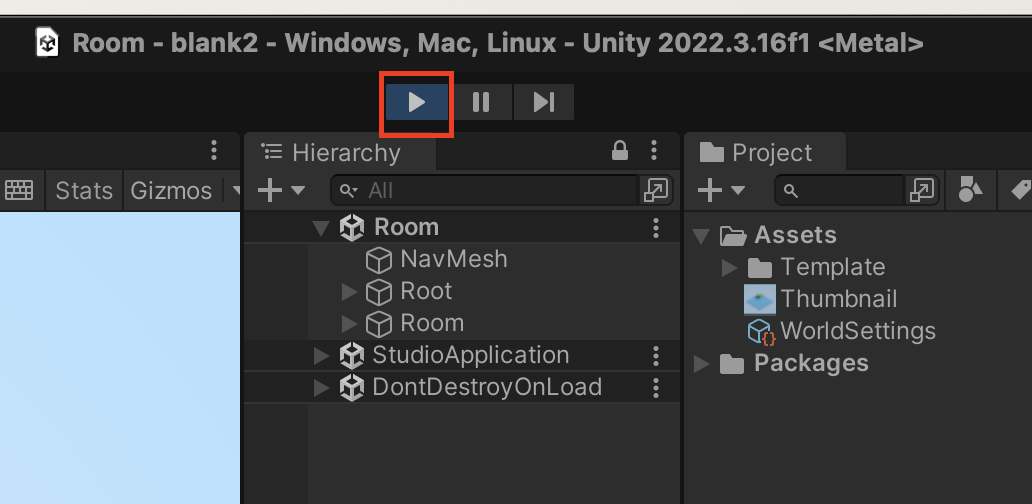 Room - blank2 - Windows, Mac, Linux - Unity 2022.3.16f1 <Metal>
Hierarchy
Project
Stats
Gizmos
All
Room
NavMesh
Root
Room
StudioApplication
DontDestroyOnLoad
Assets
Template
Thumbnail
WorldSettings
Packages